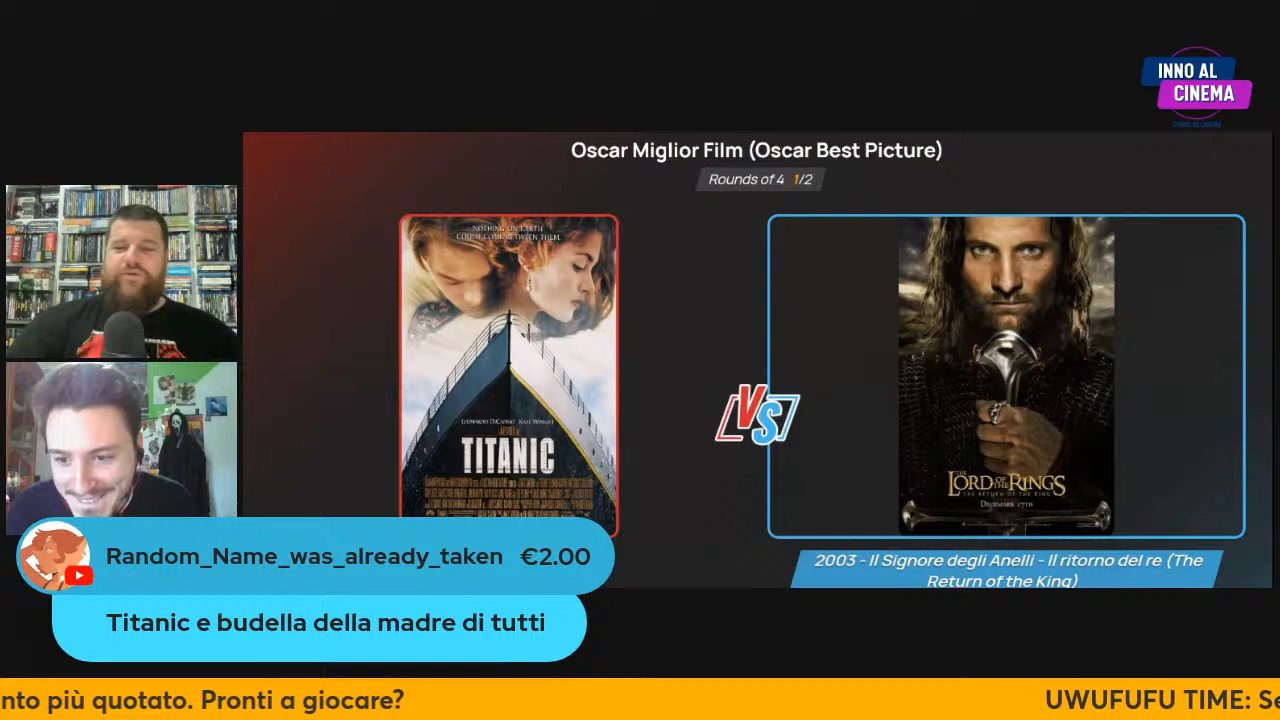 INNO AL
CINEMA
Oscar Miglior Film (Oscar Best Picture)
Rounds of 4 1/2
NOTHING ON EARTH
COULD COME BETWEEN THEM.
LEONARDO DICAPRIO KATE WINSLET
TITANIC
VS
THE
LORD OF THE RINGS
THE RETURN OF THE KING
DECEMBER 17TH
2003 - Il Signore degli Anelli - Il ritorno del re (The
Return of the King)
Random_Name_was_already_taken €2.00
Titanic e budella della madre di tutti
nto più quotato. Pronti a giocare? UWUFUFU TIME: Se